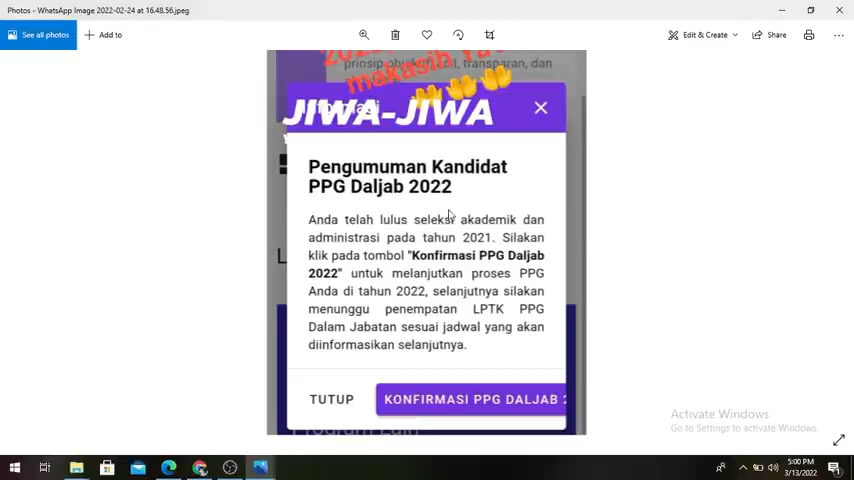 Photos - WhatsApp Image 2022-02-24 at 16.48.56.jpeg
See all photos
Add to
Edit & Create
Share
prinsip obyektif, adil, transparan, dan
makasih
JIWA-JIWA
Pengumuman Kandidat
PPG Daljab 2022
Anda telah lulus seleksi akademik dan
administrasi pada tahun 2021. Silakan
klik pada tombol "Konfirmasi PPG Daljab
2022" untuk melanjutkan proses PPG
Anda di tahun 2022, selanjutnya silakan
menunggu penempatan LPTK PPG
Dalam Jabatan sesuai jadwal yang akan
diinformasikan selanjutnya.
TUTUP
KONFIRMASI PPG DALJAB
Activate Windows
Go to Settings to activate Windows.
5:00 PM
3/13/2022